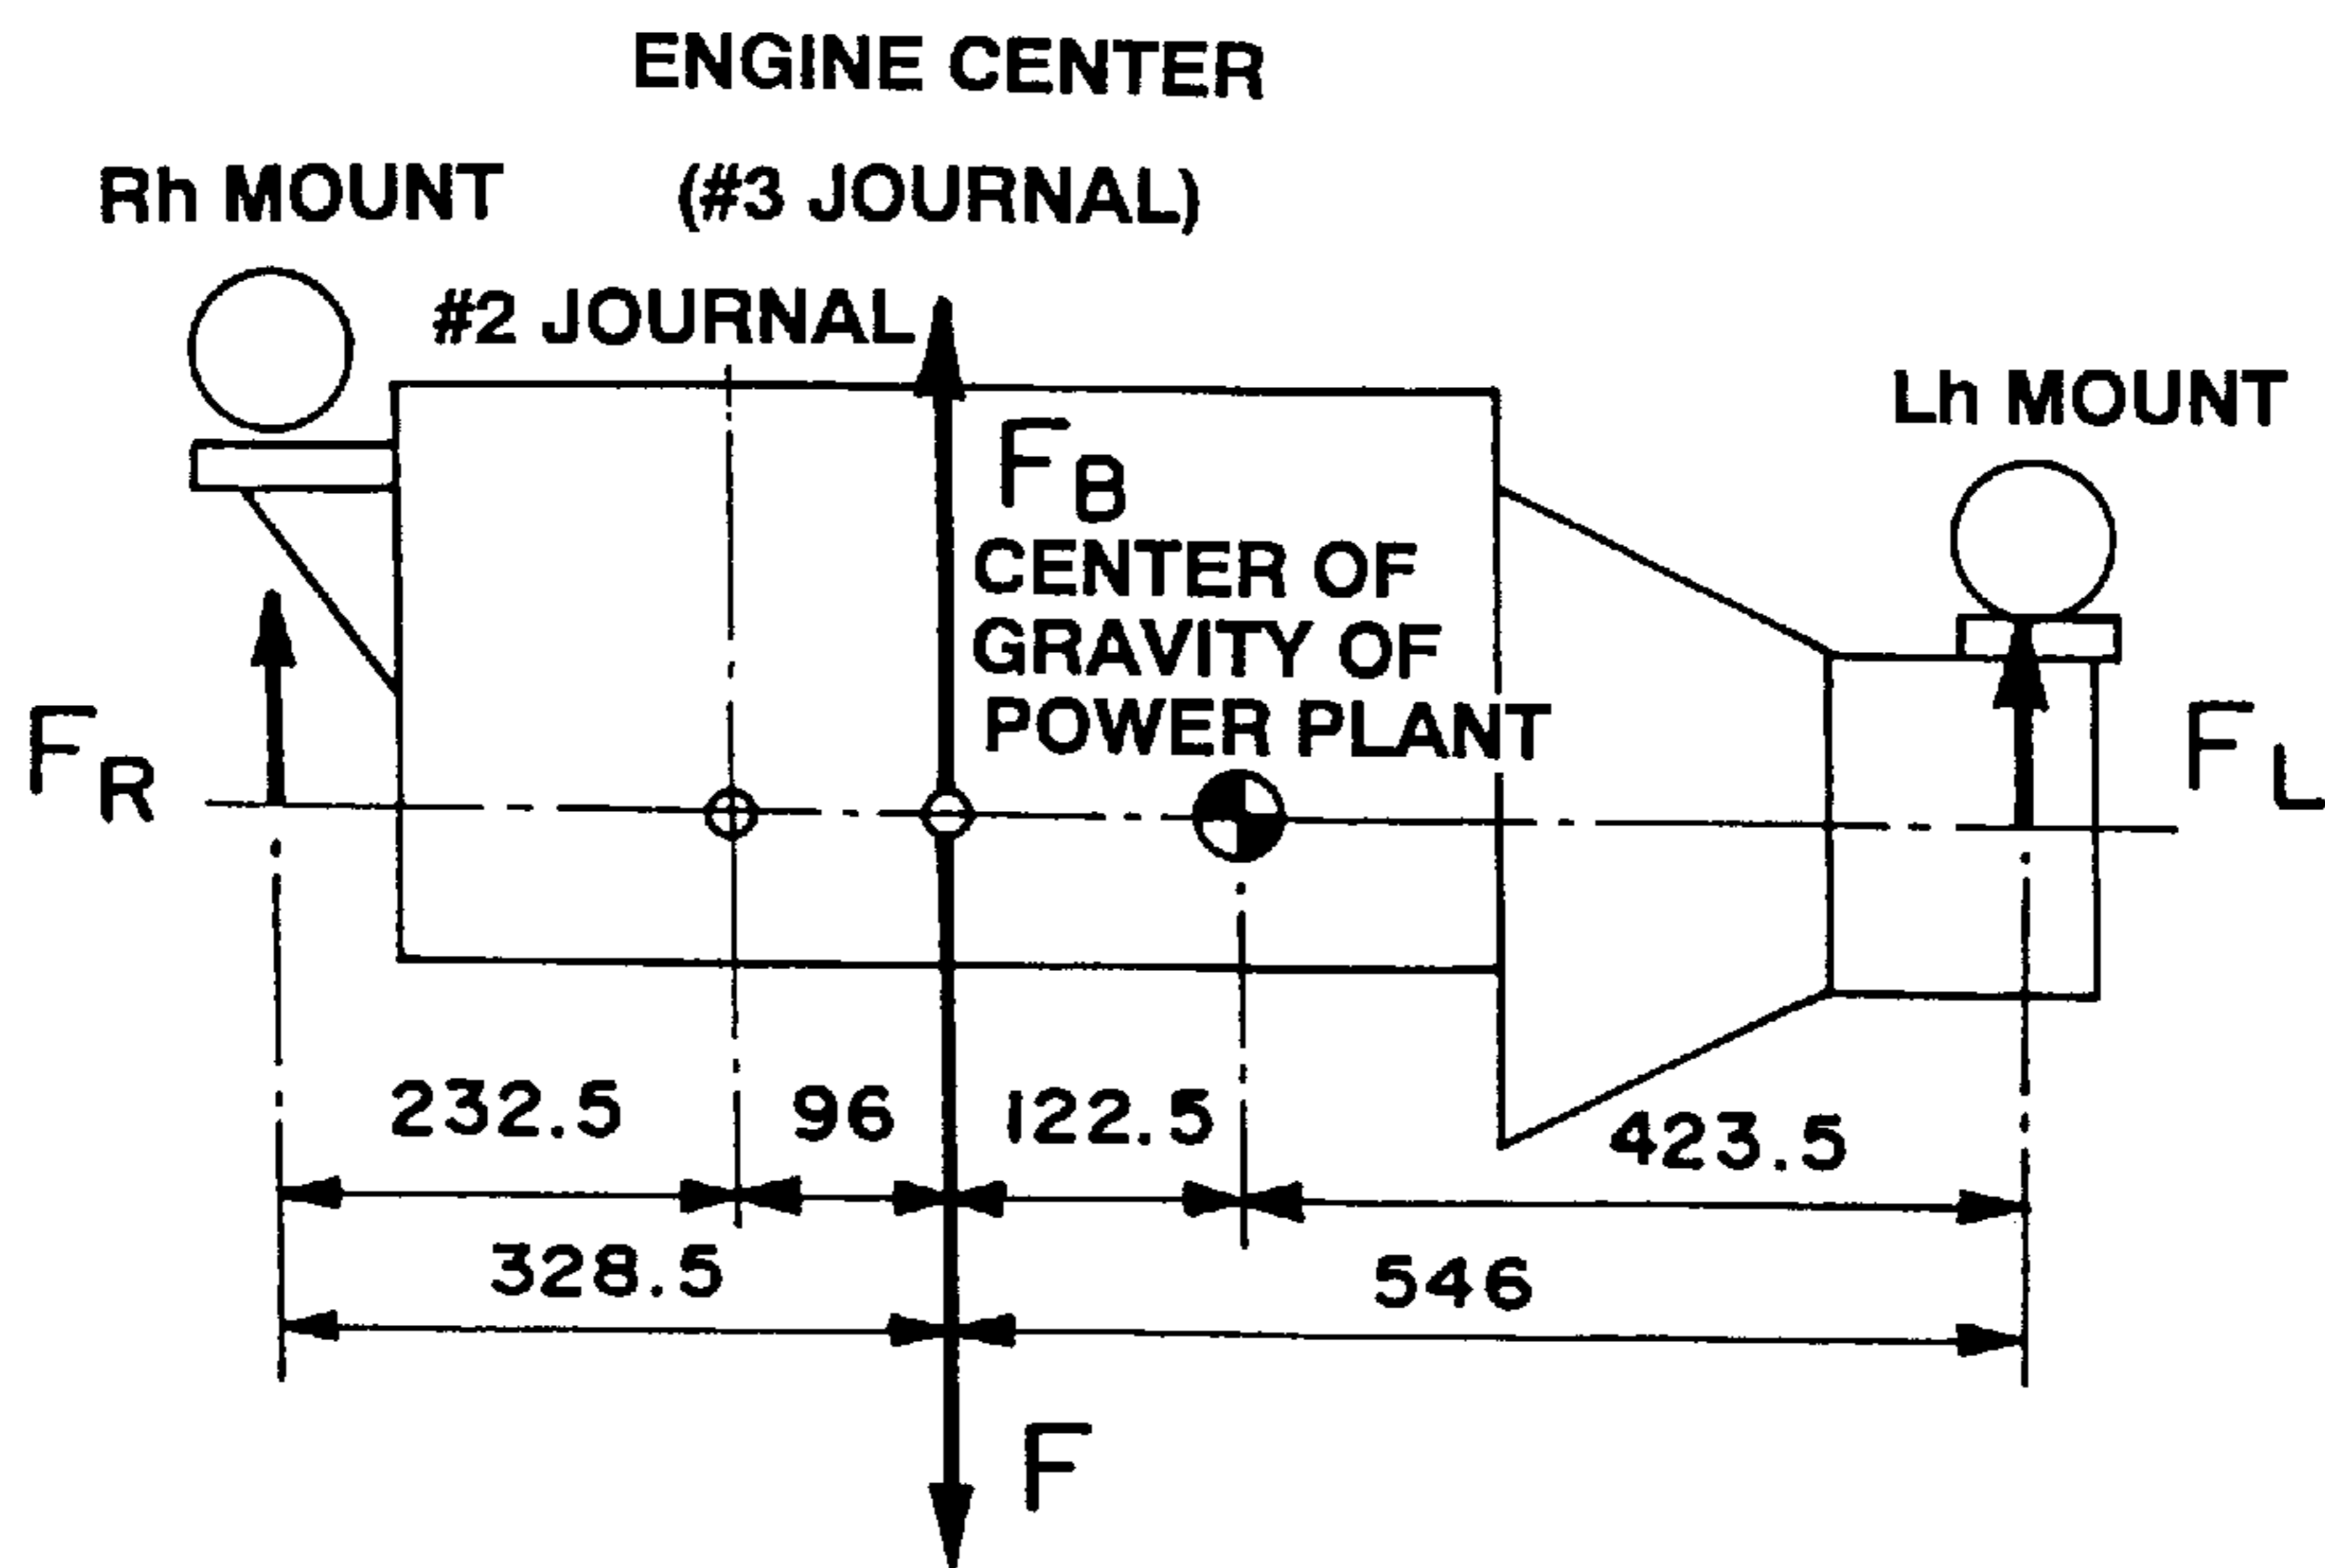 ENGINE CENTER
Rh MOUNT
(#3 JOURNAL)
#2 JOURNAL
Lh MOUNT
FB
CENTER OF
GRAVITY OF
POWER PLANT
FR
FL
232.5
96
122.5
423.5
328.5
546
F